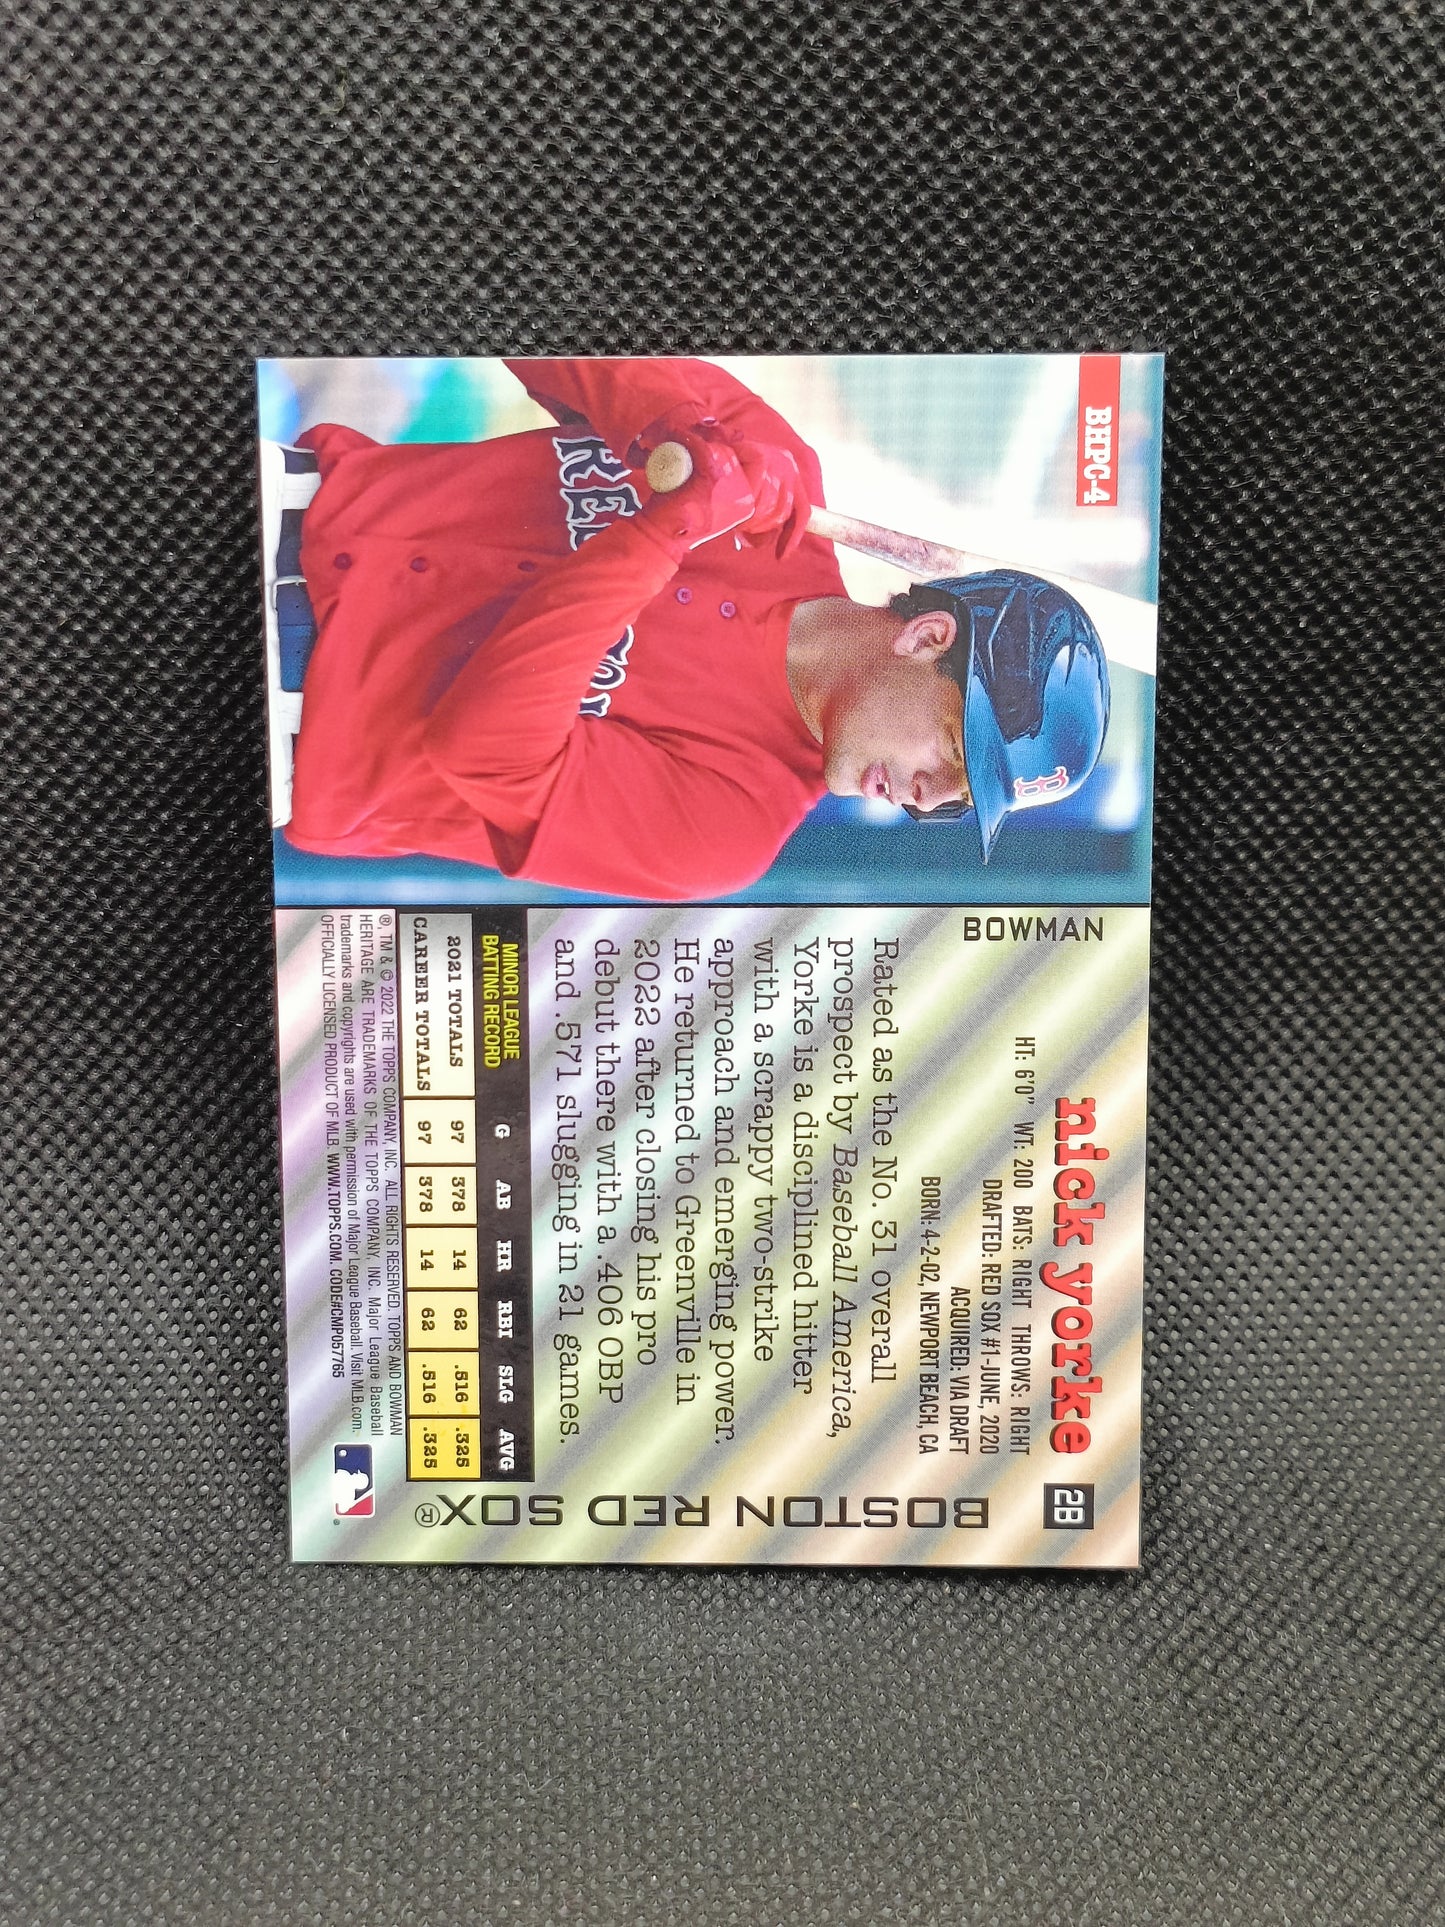 BHPC-4
RED SOX
B
BOWMAN
nick yorke 2B
HT: 6'0" WT: 200 BATS: RIGHT THROWS: RIGHT
DRAFTED: RED SOX #1-JUNE, 2020
ACQUIRED: VIA DRAFT
BORN: 4-2-02, NEWPORT BEACH, CA
Rated as the No. 31 overall
prospect by Baseball America,
Yorke is a disciplined hitter
with a scrappy two-strike
approach and emerging power.
He returned to Greenville in
2022 after closing his pro
debut there with a .406 OBP
and .571 slugging in 21 games.
BOSTON RED SOX®
MINOR LEAGUE
BATTING RECORD G AB HR RBI SLG AVG
2021 TOTALS 97 378 14 62 .516 .325
CAREER TOTALS 97 378 14 62 .516 .325
®, TM & © 2022 THE TOPPS COMPANY, INC. ALL RIGHTS RESERVED. TOPPS AND BOWMAN
HERITAGE ARE TRADEMARKS OF THE TOPPS COMPANY, INC. Major League Baseball
trademarks and copyrights are used with permission of Major League Baseball. Visit MLB.com.
OFFICIALLY LICENSED PRODUCT OF MLB. WWW.TOPPS.COM. CODE#CMP057765